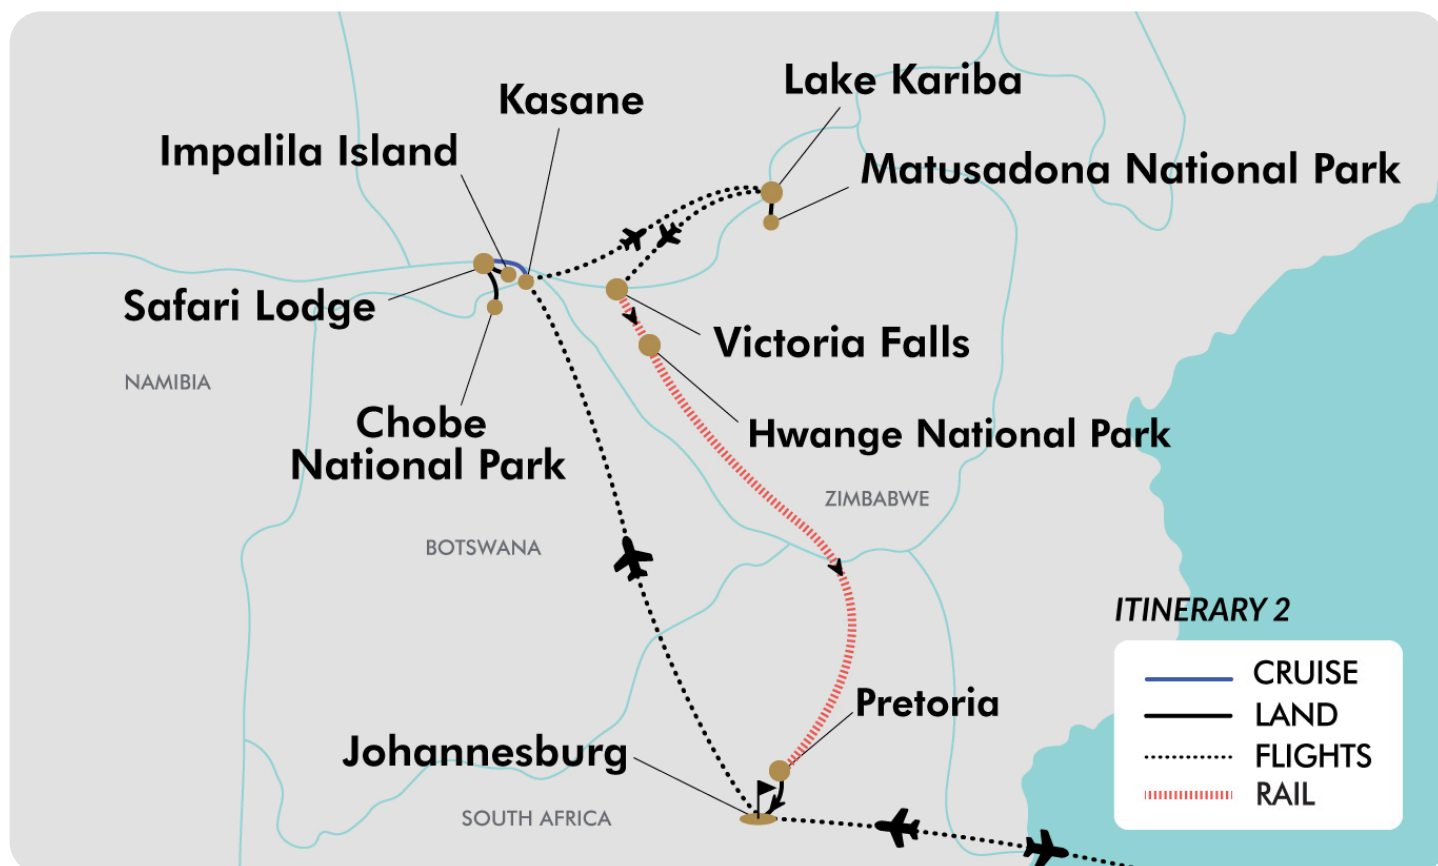 Lake Kariba
Kasane
Impalila Island
Matusadona National Park
Safari Lodge
Victoria Falls
NAMIBIA
Chobe
National Park
Hwange National Park
ZIMBABWE
BOTSWANA
ITINERARY 2
CRUISE
LAND
FLIGHTS
RAIL
Pretoria
Johannesburg
SOUTH AFRICA